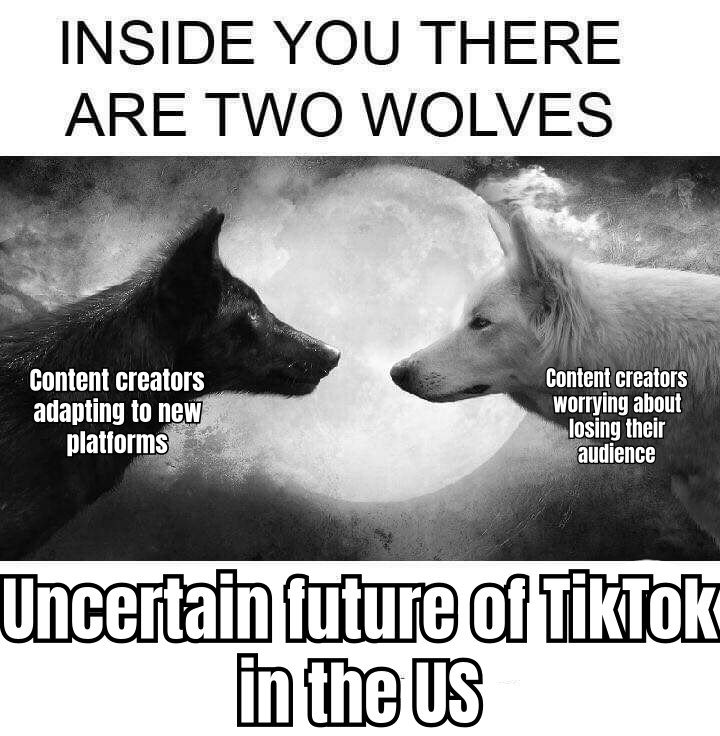 INSIDE YOU THERE
ARE TWO WOLVES
Content creators
adapting to new
platforms
Content creators
worrying about
losing their
audience
Uncertain future of TikTok
in the US